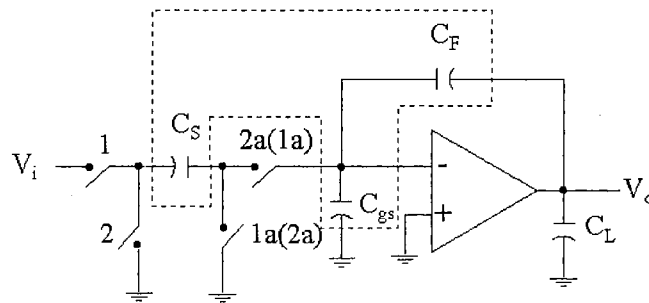 C_F
C_S
1
2a(1a)
V_i
-
V_o
C_gs
+
2
1a(2a)
C_L